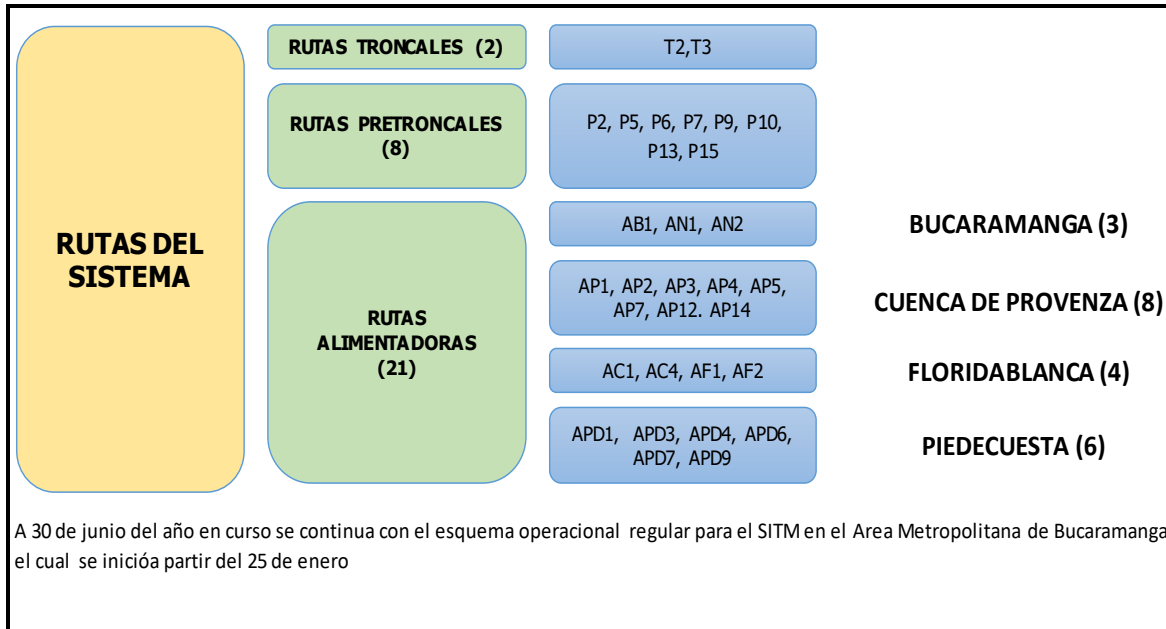 RUTAS DEL
SISTEMA
RUTAS TRONCALES (2)
T2,T3
RUTAS PRETRONCALES
(8)
P2, P5, P6, P7, P9, P10,
P13, P15
RUTAS
ALIMENTADORAS
(21)
AB1, AN1, AN2
BUCARAMANGA (3)
AP1, AP2, AP3, AP4, AP5,
AP7, AP12. AP14
CUENCA DE PROVENZA (8)
AC1, AC4, AF1, AF2
FLORIDABLANCA (4)
APD1, APD3, APD4, APD6,
APD7, APD9
PIEDECUESTA (6)
A 30 de junio del año en curso se continua con el esquema operacional regular para el SITM en el Area Metropolitana de Bucaramanga
el cual se inicióa partir del 25 de enero